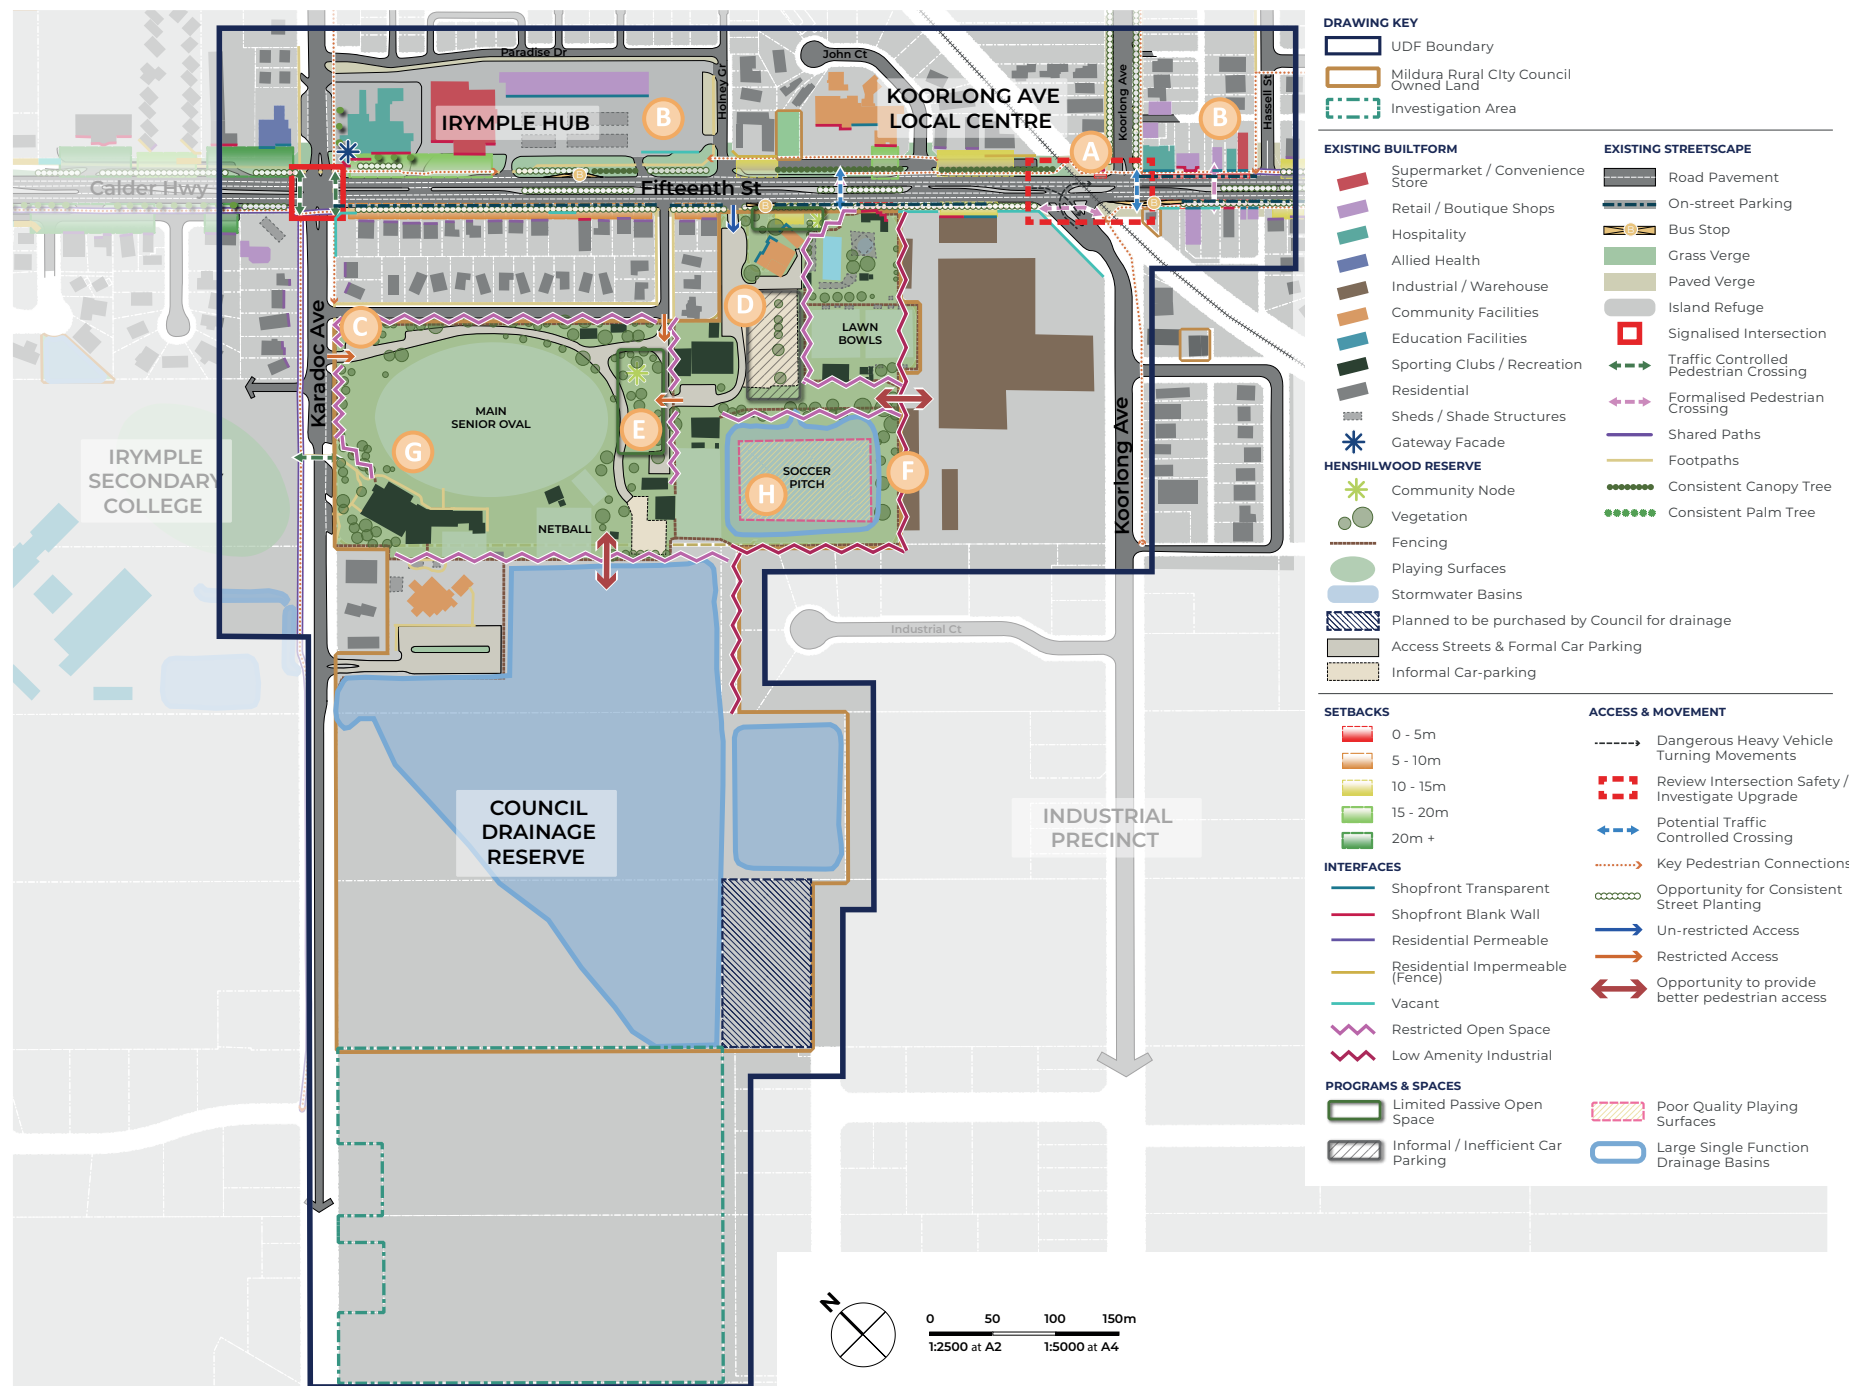 Paradise Dr
Holney Gr
John Ct
Koorlong Ave
Hassell St
IRYMPLE HUB
B
KOORLONG AVE
LOCAL CENTRE
B
A
Calder Hwy
Fifteenth St
B
B
B
Karadoc Ave
C
D
LAWN
BOWLS
MAIN
SENIOR OVAL
E
G
SOCCER
PITCH
H
F
NETBALL
Koorlong Ave
IRYMPLE
SECONDARY
COLLEGE
Industrial Ct
COUNCIL
DRAINAGE
RESERVE
INDUSTRIAL
PRECINCT
N
0 50 100 150m
1:2500 at A2 1:5000 at A4
DRAWING KEY
UDF Boundary
Mildura Rural CIty Council
Owned Land
Investigation Area
EXISTING BUILTFORM
Supermarket / Convenience
Store
Retail / Boutique Shops
Hospitality
Allied Health
Industrial / Warehouse
Community Facilities
Education Facilities
Sporting Clubs / Recreation
Residential
Sheds / Shade Structures
Gateway Facade
HENSHILWOOD RESERVE
Community Node
Vegetation
Fencing
Playing Surfaces
Stormwater Basins
Planned to be purchased by Council for drainage
Access Streets & Formal Car Parking
Informal Car-parking
EXISTING STREETSCAPE
Road Pavement
On-street Parking
B
Bus Stop
Grass Verge
Paved Verge
Island Refuge
Signalised Intersection
Traffic Controlled
Pedestrian Crossing
Formalised Pedestrian
Crossing
Shared Paths
Footpaths
Consistent Canopy Tree
Consistent Palm Tree
SETBACKS
0 - 5m
5 - 10m
10 - 15m
15 - 20m
20m +
INTERFACES
Shopfront Transparent
Shopfront Blank Wall
Residential Permeable
Residential Impermeable
(Fence)
Vacant
Restricted Open Space
Low Amenity Industrial
ACCESS & MOVEMENT
Dangerous Heavy Vehicle
Turning Movements
Review Intersection Safety /
Investigate Upgrade
Potential Traffic
Controlled Crossing
Key Pedestrian Connections
Opportunity for Consistent
Street Planting
Un-restricted Access
Restricted Access
Opportunity to provide
better pedestrian access
PROGRAMS & SPACES
Limited Passive Open
Space
Informal / Inefficient Car
Parking
Poor Quality Playing
Surfaces
Large Single Function
Drainage Basins